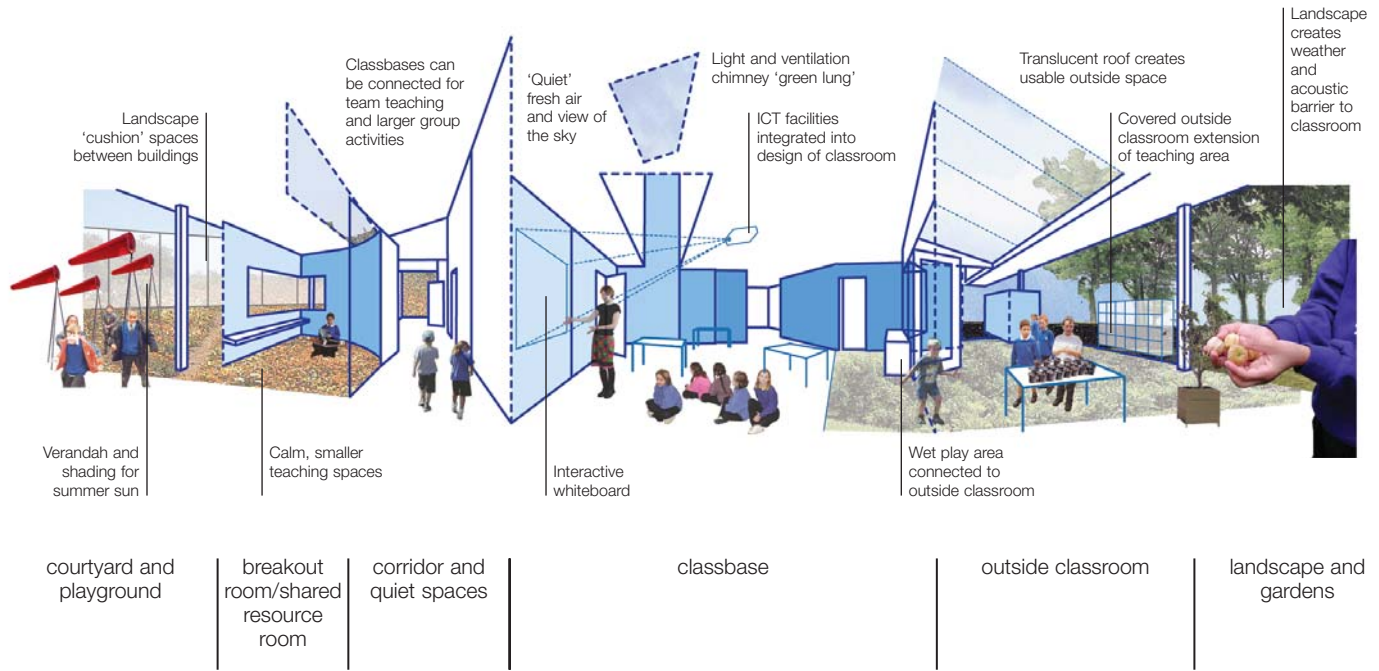 Landscape
creates
weather
and
acoustic
barrier to
classroom
Classbases can
be connected for
team teaching
and larger group
activities
‘Quiet’
fresh air
and view of
the sky
Light and ventilation
chimney ‘green lung’
Translucent roof creates
usable outside space
Landscape
‘cushion’ spaces
between buildings
ICT facilities
integrated into
design of classroom
Covered outside
classroom extension
of teaching area
Verandah and
shading for
summer sun
Calm, smaller
teaching spaces
Interactive
whiteboard
Wet play area
connected to
outside classroom
courtyard and
playground
breakout
room/shared
resource
room
corridor and
quiet spaces
classbase
outside classroom
landscape and
gardens